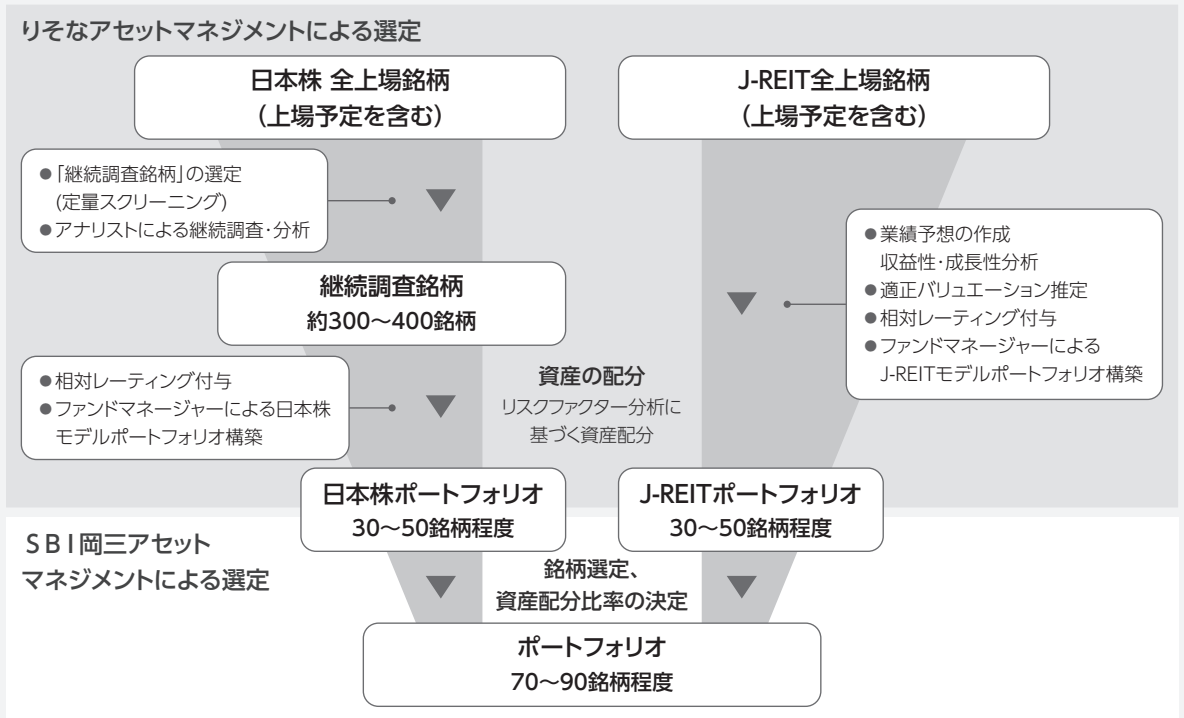 りそなアセットマネジメントによる選定
日本株 全上場銘柄
（上場予定を含む）
J-REIT全上場銘柄
（上場予定を含む）
●「継続調査銘柄」の選定
(定量スクリーニング)
●アナリストによる継続調査・分析
継続調査銘柄
約300～400銘柄
●業績予想の作成
収益性・成長性分析
●適正バリュエーション推定
●相対レーティング付与
●ファンドマネージャーによる
J-REITモデルポートフォリオ構築
●相対レーティング付与
●ファンドマネージャーによる日本株
モデルポートフォリオ構築
資産の配分
リスクファクター分析に
基づく資産配分
日本株ポートフォリオ
30～50銘柄程度
J-REITポートフォリオ
30～50銘柄程度
ＳＢＩ岡三アセット
マネジメントによる選定
銘柄選定、
資産配分比率の決定
ポートフォリオ
70～90銘柄程度